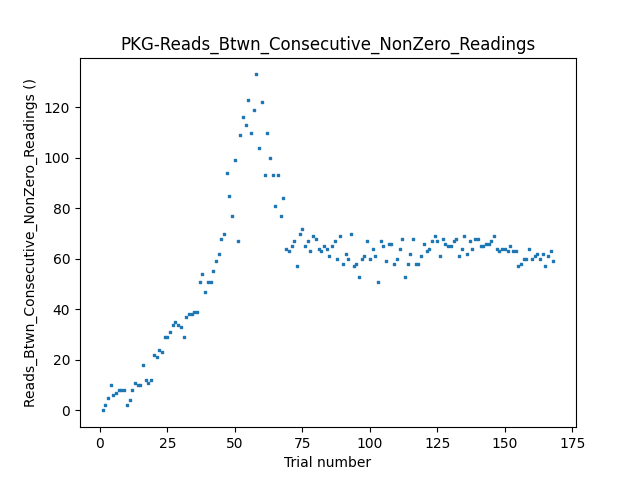 PKG-Reads_Btwn_Consecutive_NonZero_Readings
Reads_Btwn_Consecutive_NonZero_Readings ()
120
100
80
60
40
20
0
0 25 50 75 100 125 150 175
Trial number